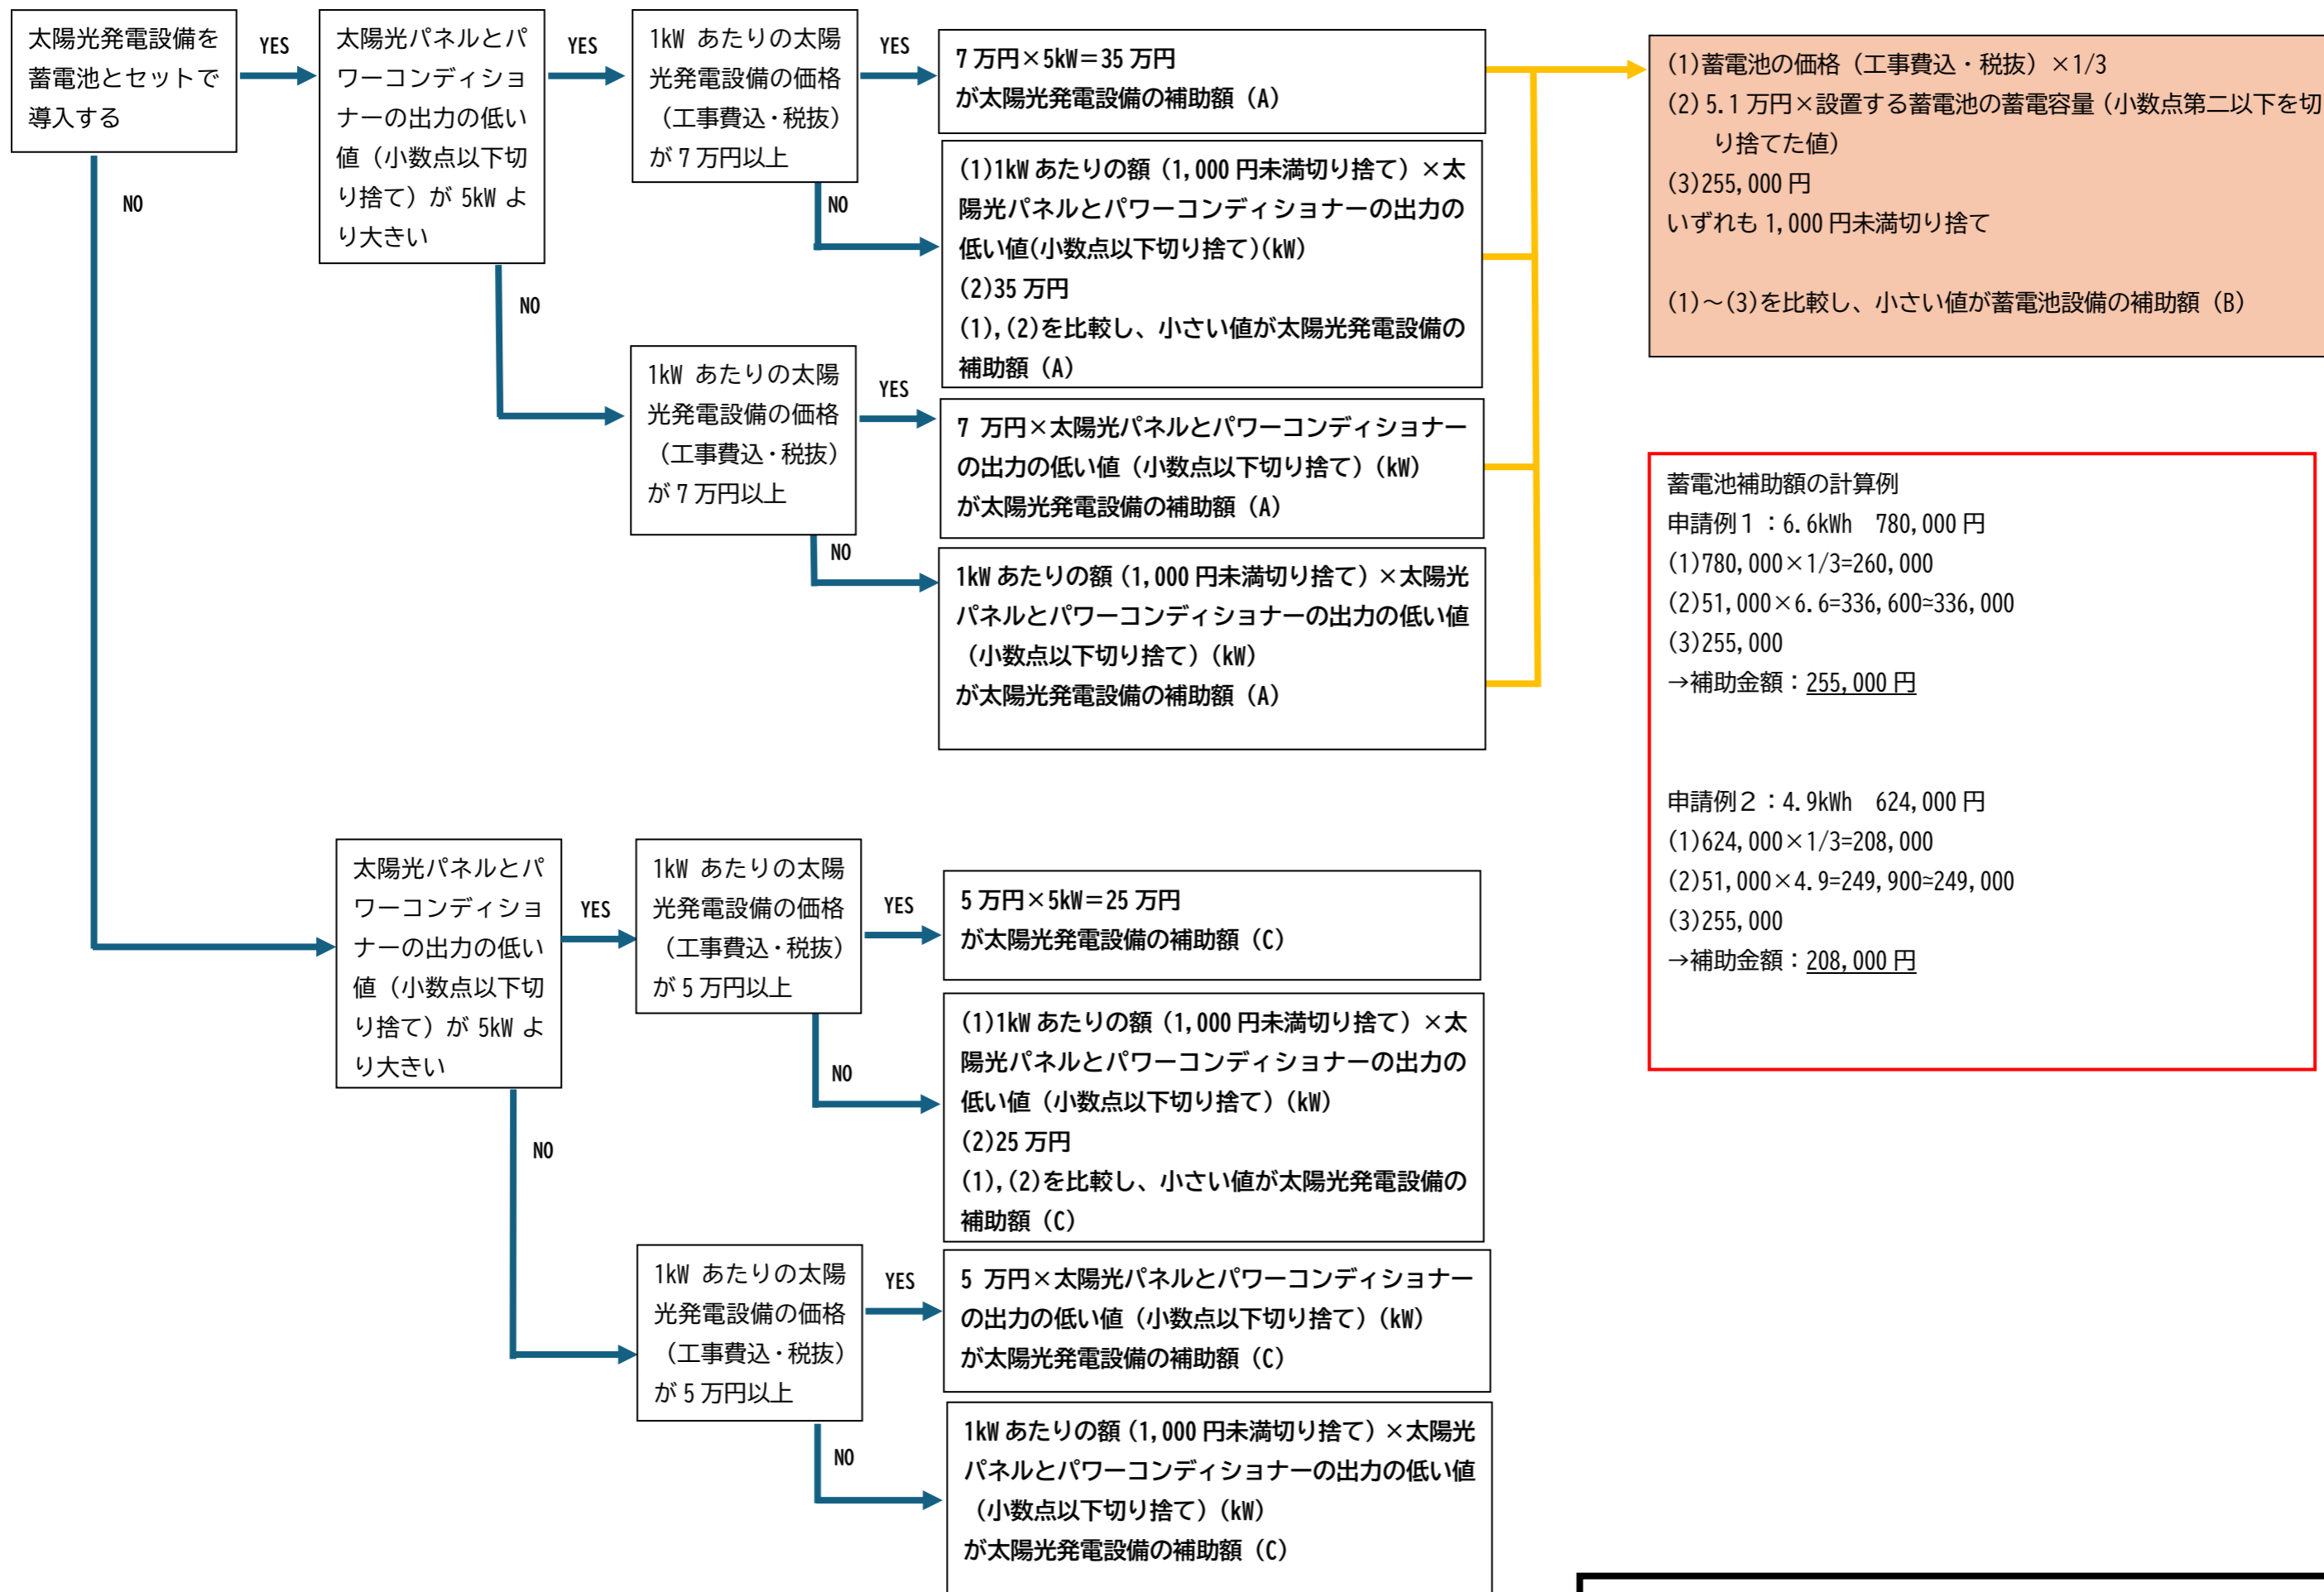 太陽光発電設備を
蓄電池とセットで
導入する
YES
NO
太陽光パネルとパ
ワーコンディショ
ナーの出力の低い
値（小数点以下切
り捨て）が 5kW よ
り大きい
YES
NO
1kW あたりの太陽
光発電設備の価格
（工事費込・税抜）
が 7 万円以上
YES
NO
7 万円×5kW＝35 万円
が太陽光発電設備の補助額（A）
(1)1kW あたりの額（1,000 円未満切り捨て）×太
陽光パネルとパワーコンディショナーの出力の
低い値(小数点以下切り捨て)(kW)
(2)35 万円
(1),(2)を比較し、小さい値が太陽光発電設備の
補助額（A）
1kW あたりの太陽
光発電設備の価格
（工事費込・税抜）
が 7 万円以上
YES
NO
7 万円×太陽光パネルとパワーコンディショナー
の出力の低い値（小数点以下切り捨て）(kW)
が太陽光発電設備の補助額（A）
1kW あたりの額（1,000 円未満切り捨て）×太陽光
パネルとパワーコンディショナーの出力の低い値
（小数点以下切り捨て）(kW)
が太陽光発電設備の補助額（A）
(1)蓄電池の価格（工事費込・税抜）×1/3
(2) 5.1 万円×設置する蓄電池の蓄電容量（小数点第二以下を切
り捨てた値）
(3)255,000 円
いずれも 1,000 円未満切り捨て
(1)～(3)を比較し、小さい値が蓄電池設備の補助額（B）
蓄電池補助額の計算例
申請例１：6.6kWh　780,000 円
(1)780,000×1/3=260,000
(2)51,000×6.6=336,600≒336,000
(3)255,000
→補助金額：255,000 円
申請例２：4.9kWh　624,000 円
(1)624,000×1/3=208,000
(2)51,000×4.9=249,900≒249,000
(3)255,000
→補助金額：208,000 円
太陽光パネルとパ
ワーコンディショ
ナーの出力の低い
値（小数点以下切
り捨て）が 5kW よ
り大きい
YES
NO
1kW あたりの太陽
光発電設備の価格
（工事費込・税抜）
が 5 万円以上
YES
NO
5 万円×5kW＝25 万円
が太陽光発電設備の補助額（C）
(1)1kW あたりの額（1,000 円未満切り捨て）×太
陽光パネルとパワーコンディショナーの出力の
低い値（小数点以下切り捨て）(kW)
(2)25 万円
(1),(2)を比較し、小さい値が太陽光発電設備の
補助額（C）
1kW あたりの太陽
光発電設備の価格
（工事費込・税抜）
が 5 万円以上
YES
NO
5 万円×太陽光パネルとパワーコンディショナー
の出力の低い値（小数点以下切り捨て）(kW)
が太陽光発電設備の補助額（C）
1kW あたりの額（1,000 円未満切り捨て）×太陽光
パネルとパワーコンディショナーの出力の低い値
（小数点以下切り捨て）(kW)
が太陽光発電設備の補助額（C）